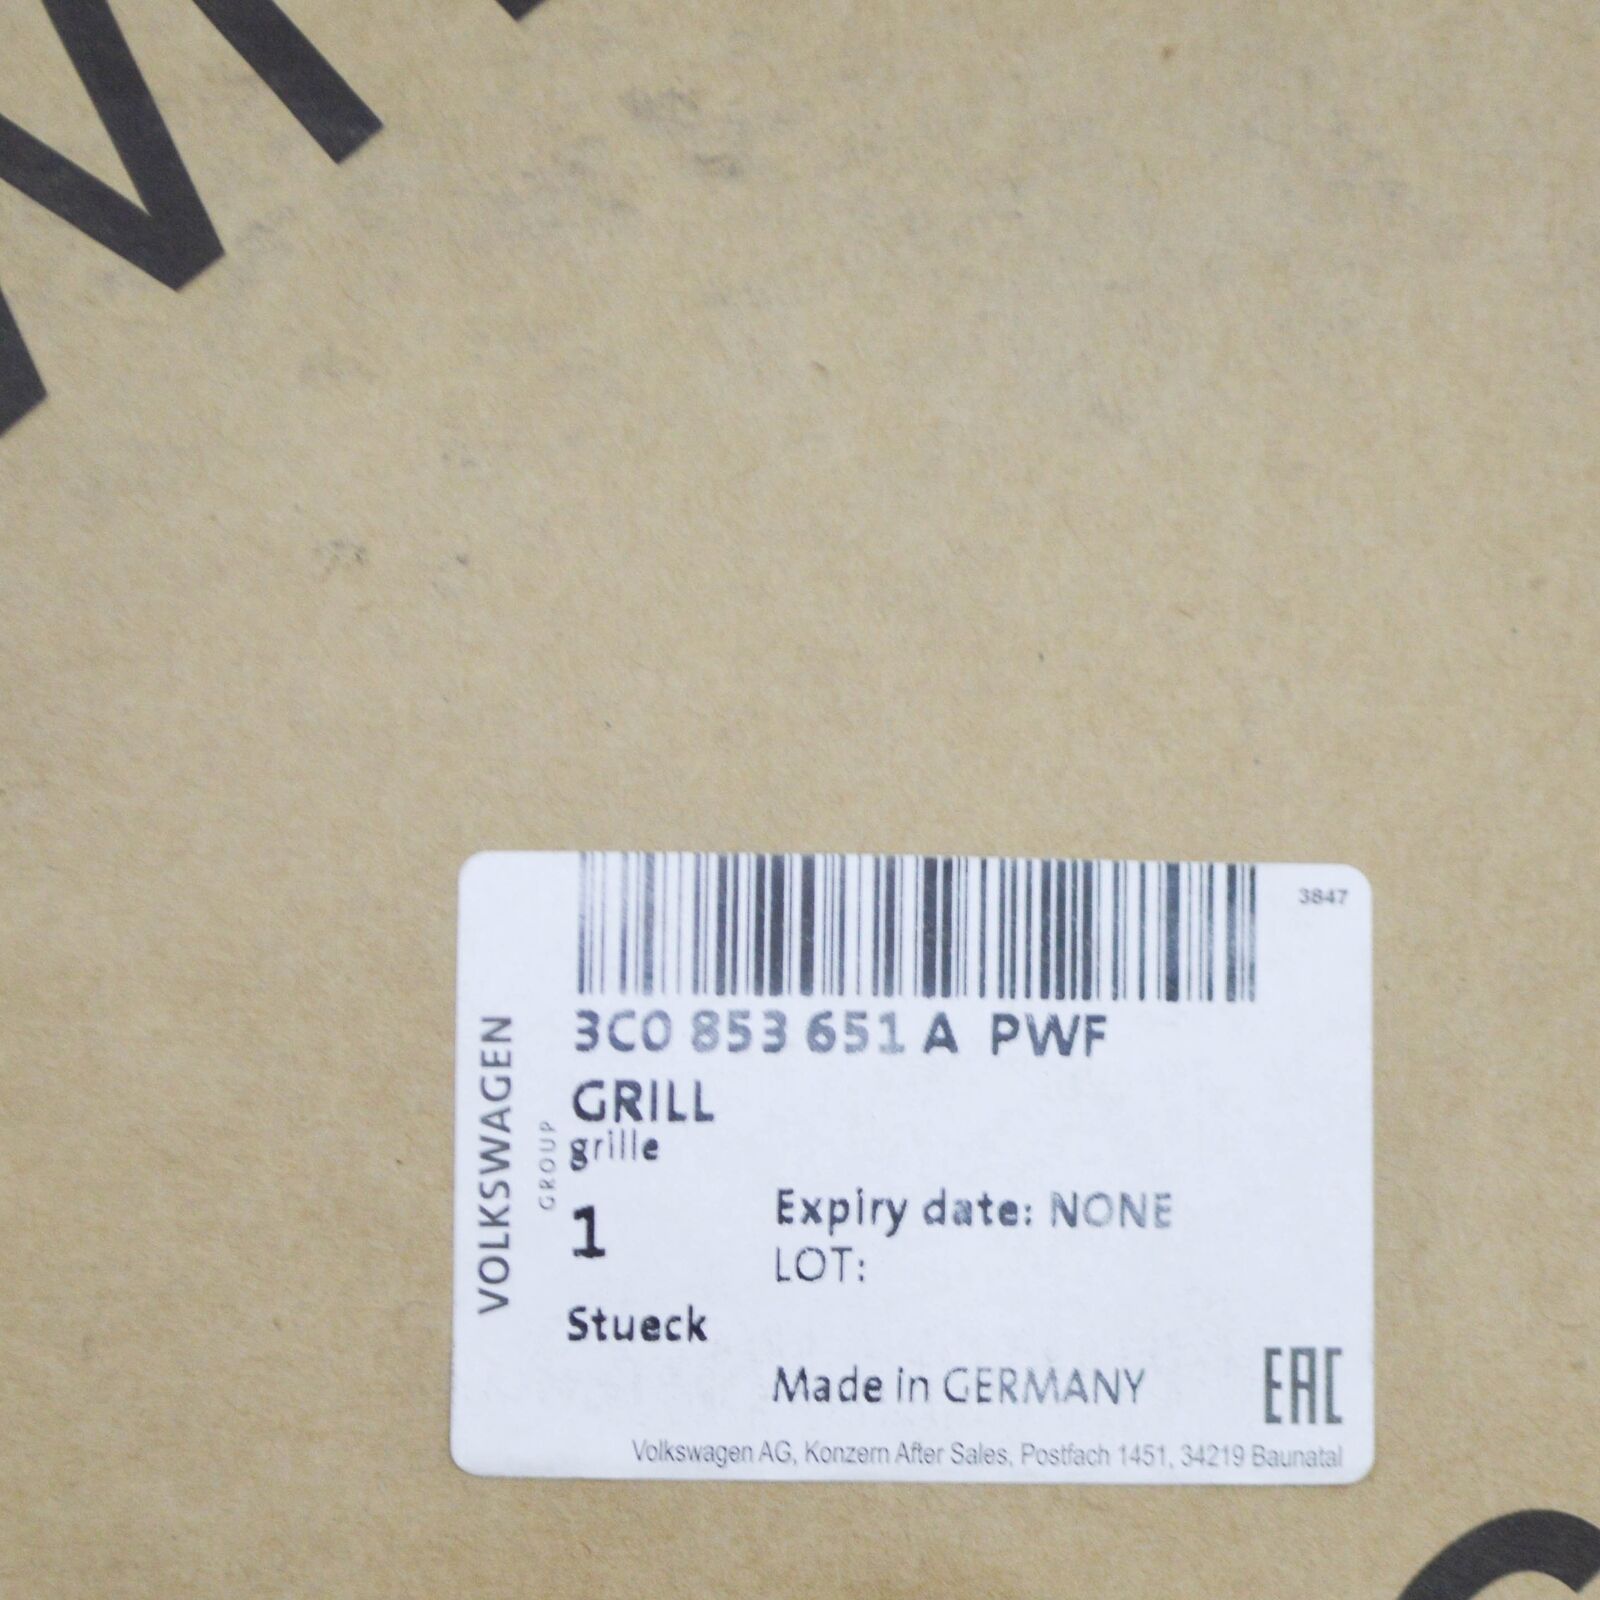 3847
3C0 853 651 A PWF
GRILL
grille
1
Expiry date: NONE
LOT:
Stueck
Made in GERMANY
EAC
Volkswagen AG, Konzern After Sales, Postfach 1451, 34219 Baunatal
VOLKSWAGEN
GROUP